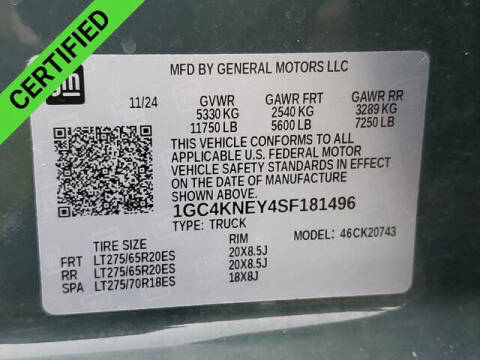 CERTIFIED
gm
MFD BY GENERAL MOTORS LLC
11/24 GVWR GAWR FRT GAWR RR
5330 KG 2540 KG 3289 KG
11750 LB 5600 LB 7250 LB
THIS VEHICLE CONFORMS TO ALL
APPLICABLE U.S. FEDERAL MOTOR
VEHICLE SAFETY STANDARDS IN EFFECT
ON THE DATE OF MANUFACTURE
SHOWN ABOVE.
1GC4KNEY4SF181496
TYPE: TRUCK MODEL: 46CK20743
TIRE SIZE RIM
FRT LT275/65R20ES 20X8.5J
RR LT275/65R20ES 20X8.5J
SPA LT275/70R18ES 18X8J